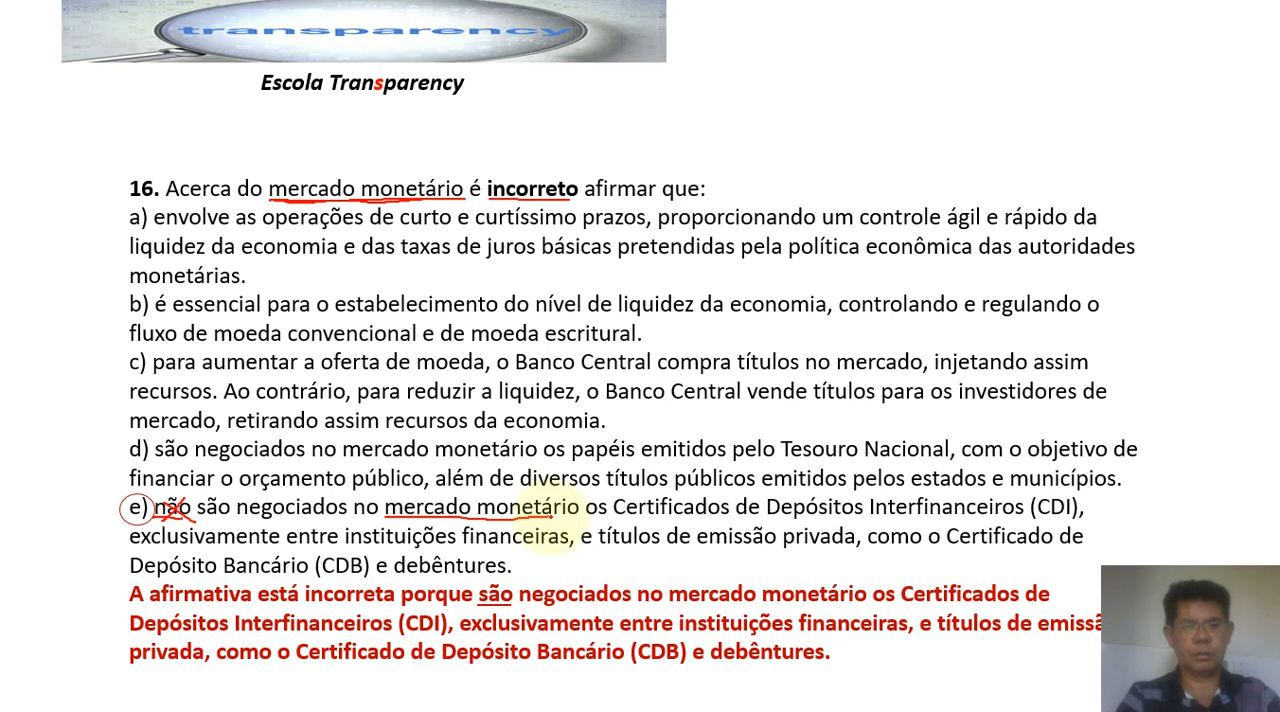 transparency
Escola Transparency
16. Acerca do mercado monetário é incorreto afirmar que:
a) envolve as operações de curto e curtíssimo prazos, proporcionando um controle ágil e rápido da
liquidez da economia e das taxas de juros básicas pretendidas pela política econômica das autoridades
monetárias.
b) é essencial para o estabelecimento do nível de liquidez da economia, controlando e regulando o
fluxo de moeda convencional e de moeda escritural.
c) para aumentar a oferta de moeda, o Banco Central compra títulos no mercado, injetando assim
recursos. Ao contrário, para reduzir a liquidez, o Banco Central vende títulos para os investidores de
mercado, retirando assim recursos da economia.
d) são negociados no mercado monetário os papéis emitidos pelo Tesouro Nacional, com o objetivo de
financiar o orçamento público, além de diversos títulos públicos emitidos pelos estados e municípios.
e) não são negociados no mercado monetário os Certificados de Depósitos Interfinanceiros (CDI),
exclusivamente entre instituições financeiras, e títulos de emissão privada, como o Certificado de
Depósito Bancário (CDB) e debêntures.
A afirmativa está incorreta porque são negociados no mercado monetário os Certificados de
Depósitos Interfinanceiros (CDI), exclusivamente entre instituições financeiras, e títulos de
privada, como o Certificado de Depósito Bancário (CDB) e debêntures.